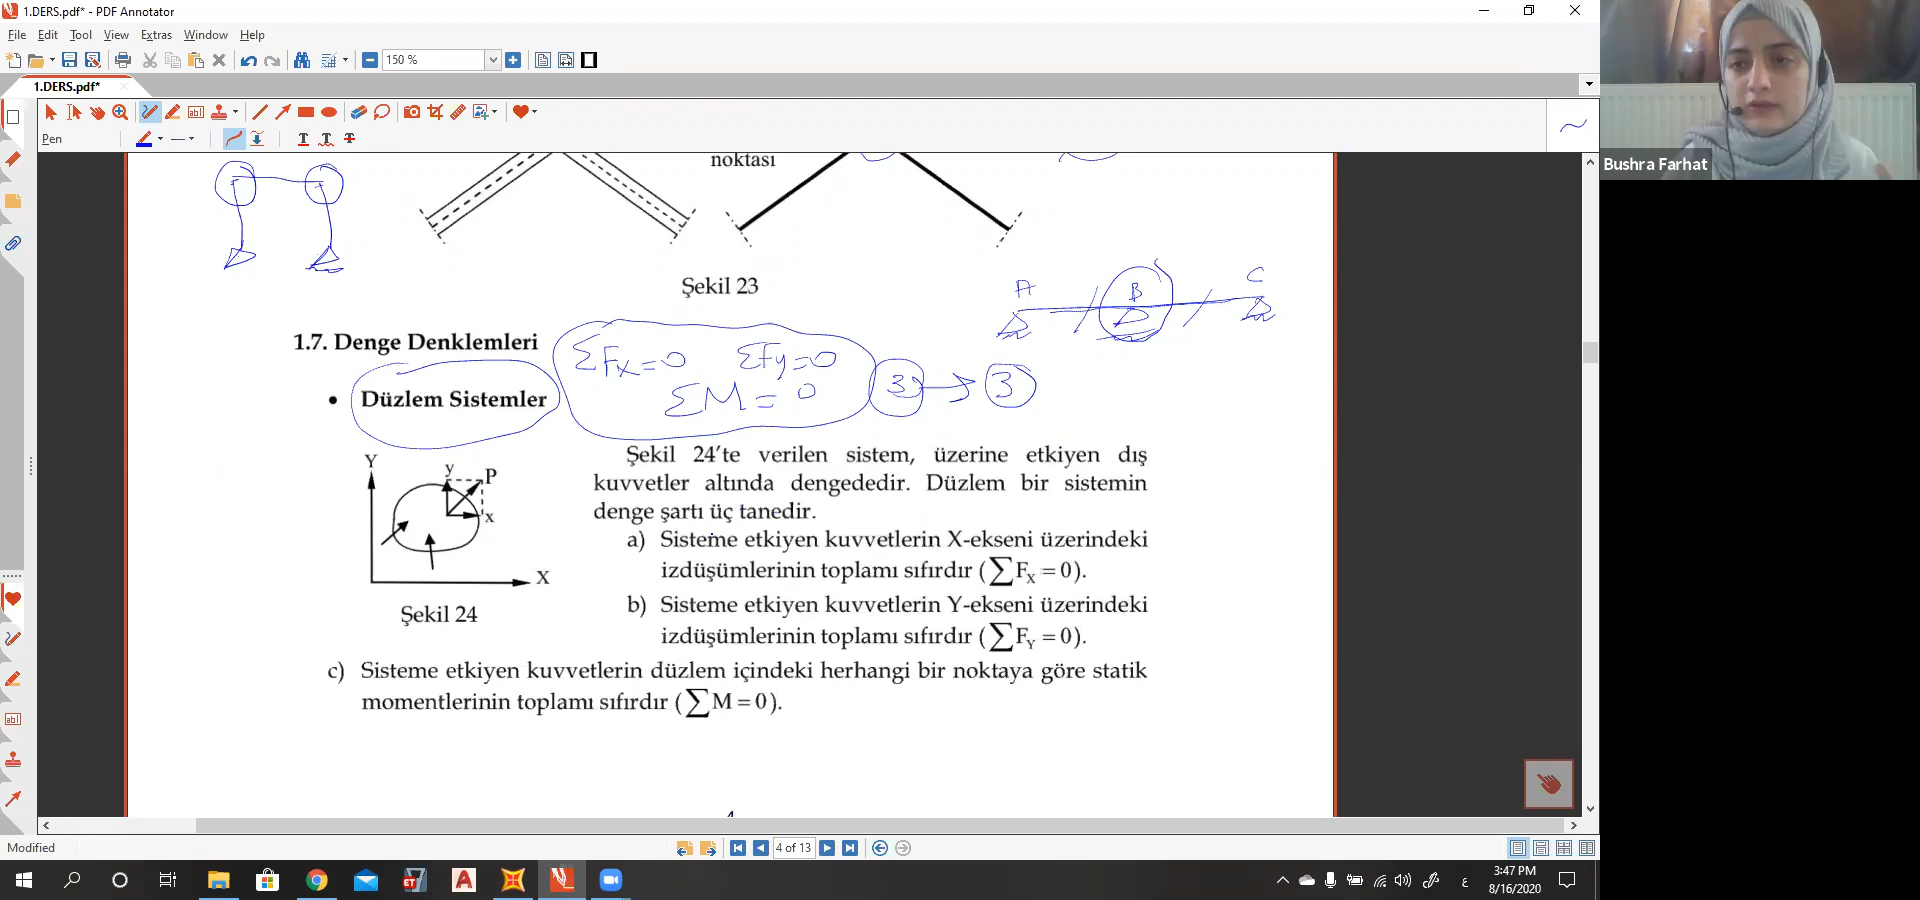 1.DERS.pdf* - PDF Annotator
File Edit Tool View Extras Window Help
150 %
1.DERS.pdf*
Pen
Bushra Farhat
noktası
Şekil 23
A B C
1.7. Denge Denklemleri
ΣFx=0 ΣFy=0
ΣM=0
3 → 3
• Düzlem Sistemler
Y
y
P
x
X
Şekil 24
Şekil 24'te verilen sistem, üzerine etkiyen dış
kuvvetler altında dengededir. Düzlem bir sistemin
denge şartı üç tanedir.
a) Sisteme etkiyen kuvvetlerin X-ekseni üzerindeki
izdüşümlerinin toplamı sıfırdır (∑F_X = 0).
b) Sisteme etkiyen kuvvetlerin Y-ekseni üzerindeki
izdüşümlerinin toplamı sıfırdır (∑F_Y = 0).
c) Sisteme etkiyen kuvvetlerin düzlem içindeki herhangi bir noktaya göre statik
momentlerinin toplamı sıfırdır (∑M = 0).
Modified
4 of 13
ع
3:47 PM
8/16/2020